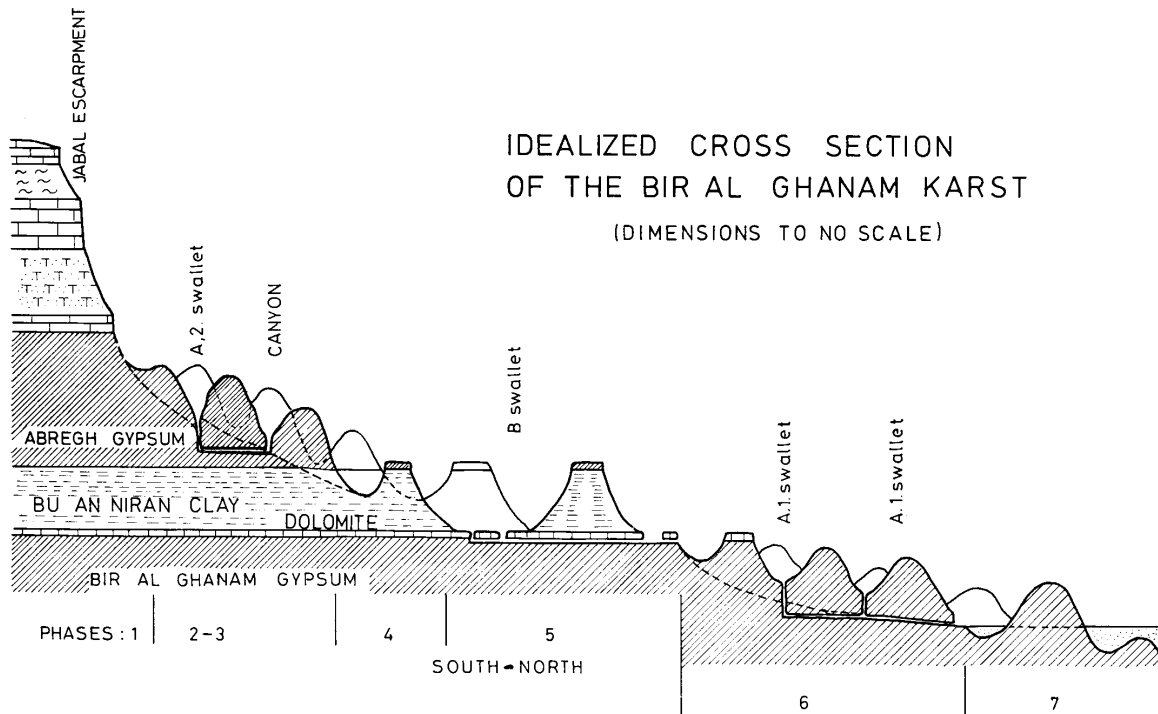 JABAL ESCARPMENT
IDEALIZED CROSS SECTION
OF THE BIR AL GHANAM KARST
(DIMENSIONS TO NO SCALE)
A,2. swallet
CANYON
B swallet
A.1.swallet
A.1.swallet
ABREGH GYPSUM
BU AN NIRAN CLAY
DOLOMITE
BIR AL GHANAM GYPSUM
PHASES : 1
2-3
4
5
SOUTH-NORTH
6
7